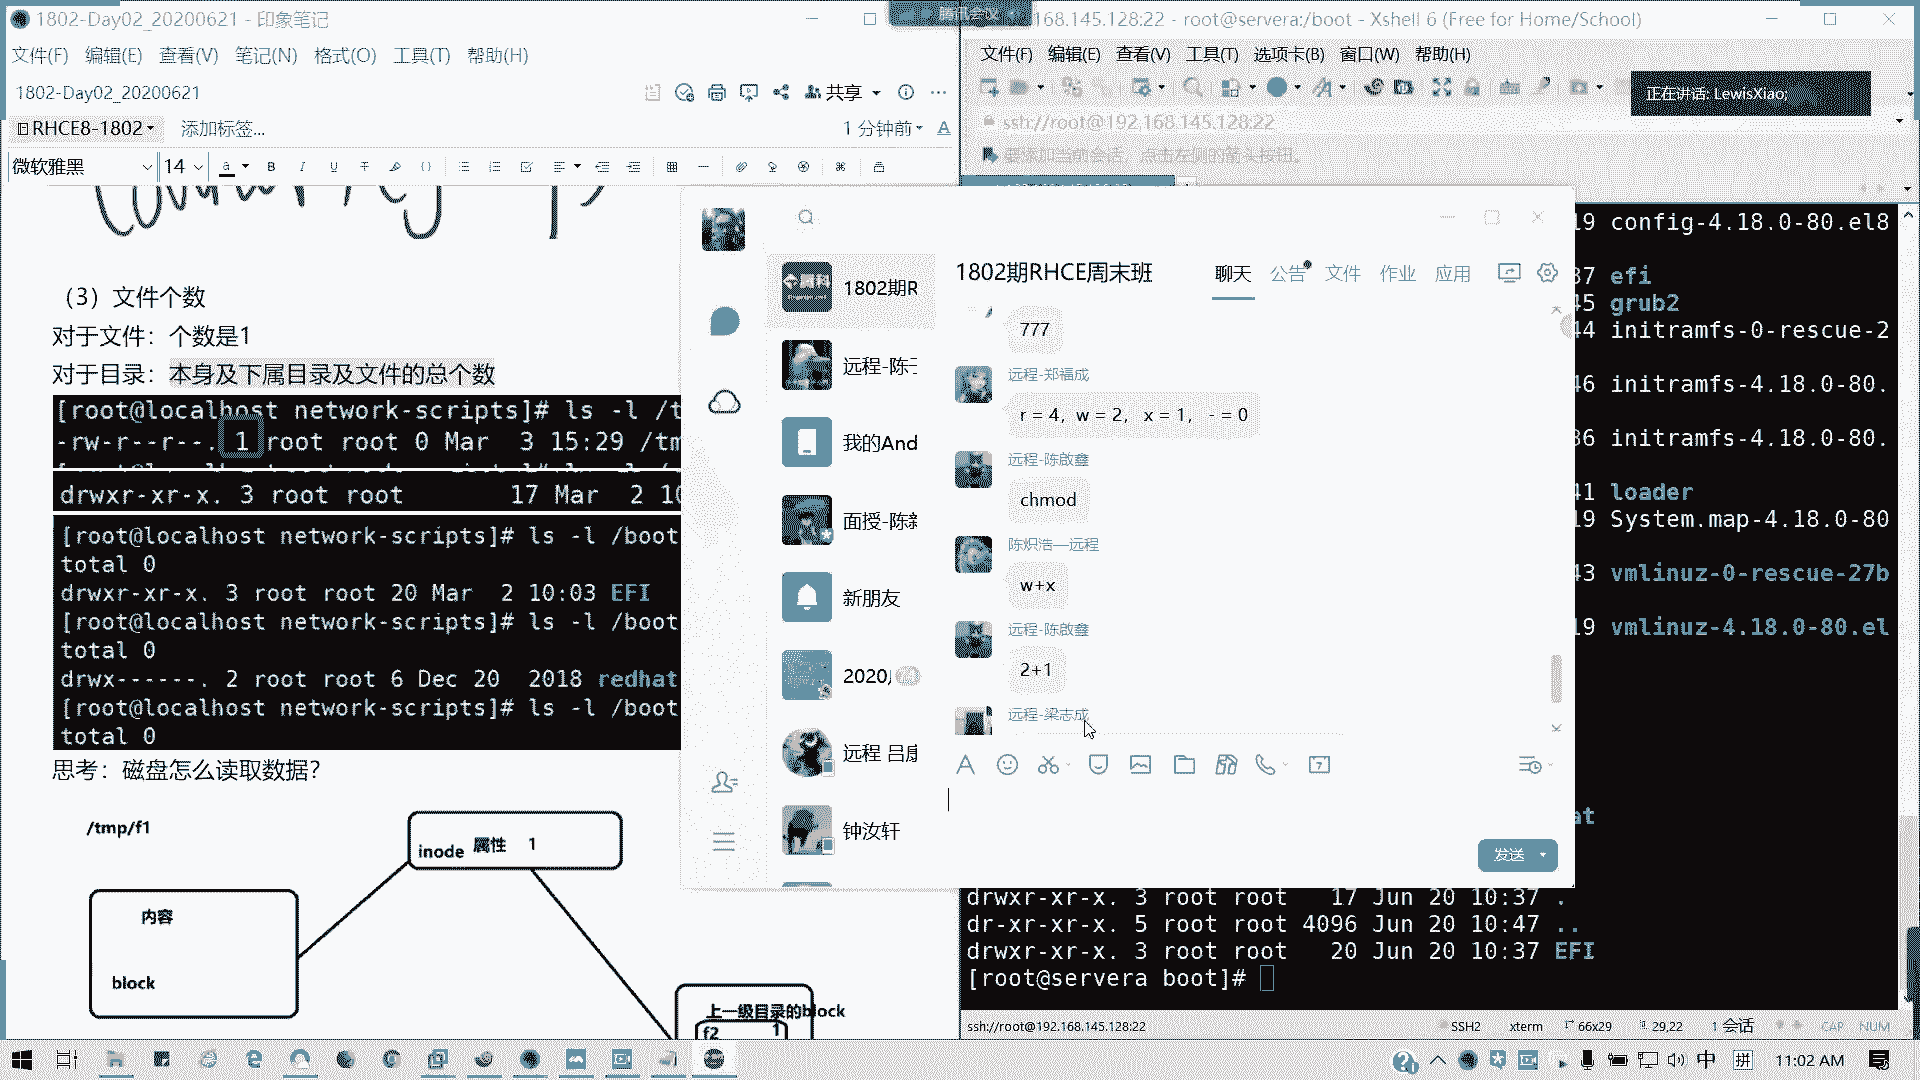 1802-Day02_20200621 - 印象笔记
文件(F) 编辑(E) 查看(V) 笔记(N) 格式(O) 工具(T) 帮助(H)
1802-Day02_20200621
共享
RHCE8-1802
添加标签...
1 分钟前
微软雅黑
14
（3）文件个数
对于文件：个数是1
对于目录：本身及下属目录及文件的总个数
[root@localhost network-scripts]# ls -l /t
-rw-r--r--. 1 root root 0 Mar  3 15:29 /tm
drwxr-xr-x. 3 root root       17 Mar  2 10
[root@localhost network-scripts]# ls -l /boot
total 0
drwxr-xr-x. 3 root root 20 Mar  2 10:03 EFI
[root@localhost network-scripts]# ls -l /boot
total 0
drwx------. 2 root root 6 Dec 20  2018 redhat
[root@localhost network-scripts]# ls -l /boot
total 0
思考：磁盘怎么读取数据？
/tmp/f1
inode 属性 1
内容
block
上一级目录的block
f2 1
腾讯会议
168.145.128:22 - root@servera:/boot - Xshell 6 (Free for Home/School)
文件(F) 编辑(E) 查看(V) 工具(T) 选项卡(B) 窗口(W) 帮助(H)
正在讲话: LewisXiao;
ssh://root@192.168.145.128:22
要添加当前会话，点击左侧的箭头按钮。
1802期R
远程-陈
我的And
面授-陈
新朋友
2020
远程 吕
钟汝轩
1802期RHCE周末班
聊天 公告 文件 作业 应用
777
远程-郑福成
r = 4，w = 2，x = 1，- = 0
远程-陈啟鑫
chmod
陈炽浩—远程
w+x
远程-陈啟鑫
2+1
远程-梁志成
发送
19 config-4.18.0-80.el8
37 efi
45 grub2
44 initramfs-0-rescue-2
46 initramfs-4.18.0-80.
36 initramfs-4.18.0-80.
41 loader
19 System.map-4.18.0-80
43 vmlinuz-0-rescue-27b
19 vmlinuz-4.18.0-80.el
at
drwxr-xr-x. 3 root root   17 Jun 20 10:37 .
dr-xr-xr-x. 5 root root 4096 Jun 20 10:47 ..
drwxr-xr-x. 3 root root   20 Jun 20 10:37 EFI
[root@servera boot]#
ssh://root@192.168.145.128:22
SSH2 xterm 66x29 29,22 1 会话 CAP NUM
中 拼 11:02 AM